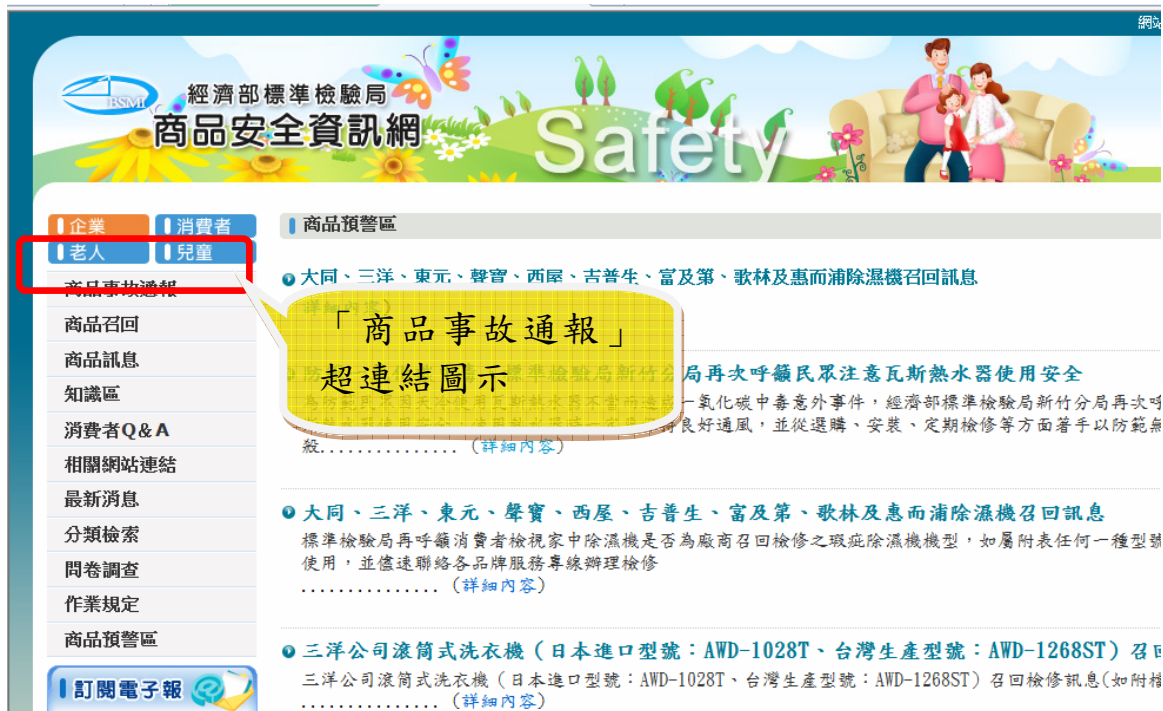 網站
BSMI
經濟部標準檢驗局
商品安全資訊網
Safety
企業
消費者
老人
兒童
商品事故通報
商品召回
商品訊息
知識區
消費者Q&A
相關網站連結
最新消息
分類檢索
問卷調查
作業規定
商品預警區
訂閱電子報
商品預警區
大同、三洋、東元、聲寶、西屋、吉普生、富及第、歌林及惠而浦除濕機召回訊息
(詳細內容)
「商品事故通報」
超連結圖示
標準檢驗局新竹分局再次呼籲民眾注意瓦斯熱水器使用安全
一氧化碳中毒意外事件，經濟部標準檢驗局新竹分局再次呼
良好通風，並從選購、安裝、定期檢修等方面著手以防範無
殺............... (詳細內容)
大同、三洋、東元、聲寶、西屋、吉普生、富及第、歌林及惠而浦除濕機召回訊息
標準檢驗局再呼籲消費者檢視家中除濕機是否為廠商召回檢修之瑕疵除濕機機型，如屬附表任何一種型號
使用，並儘速聯絡各品牌服務專線辦理檢修
............... (詳細內容)
三洋公司滾筒式洗衣機（日本進口型號：AWD-1028T、台灣生產型號：AWD-1268ST）召回
三洋公司滾筒式洗衣機（日本進口型號：AWD-1028T、台灣生產型號：AWD-1268ST）召回檢修訊息(如附檔
............... (詳細內容)